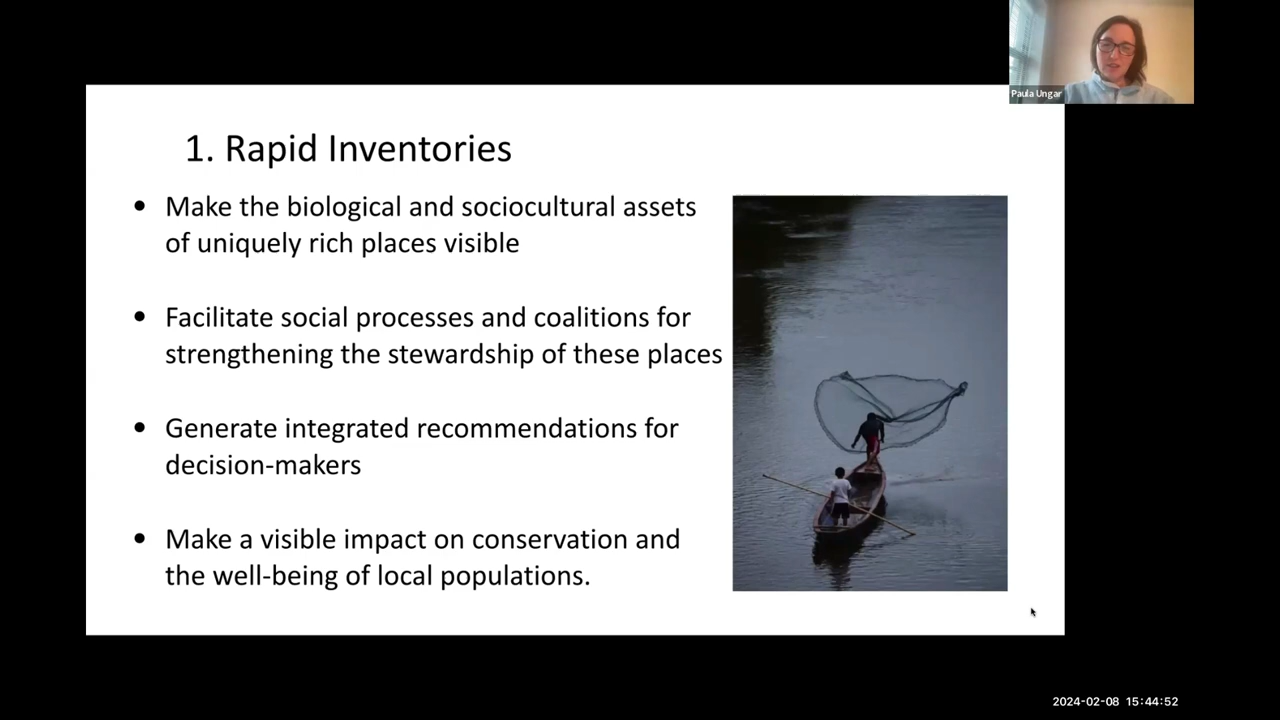 Paula Ungar
1. Rapid Inventories
• Make the biological and sociocultural assets
of uniquely rich places visible
• Facilitate social processes and coalitions for
strengthening the stewardship of these places
• Generate integrated recommendations for
decision-makers
• Make a visible impact on conservation and
the well-being of local populations.
2024-02-08 15:44:52